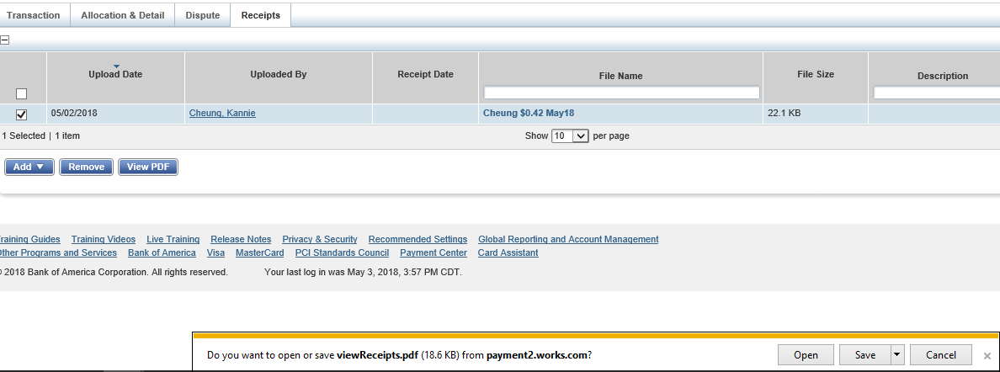 Transaction Allocation & Detail Dispute Receipts
Upload Date Uploaded By Receipt Date File Name File Size Description
05/02/2018 Cheung, Kannie Cheung $0.42 May18 22.1 KB
1 Selected | 1 item Show 10 per page
Add Remove View PDF
raining Guides Training Videos Live Training Release Notes Privacy & Security Recommended Settings Global Reporting and Account Management
Other Programs and Services Bank of America Visa MasterCard PCI Standards Council Payment Center Card Assistant
© 2018 Bank of America Corporation. All rights reserved. Your last log in was May 3, 2018, 3:57 PM CDT.
Do you want to open or save viewReceipts.pdf (18.6 KB) from payment2.works.com? Open Save Cancel ×